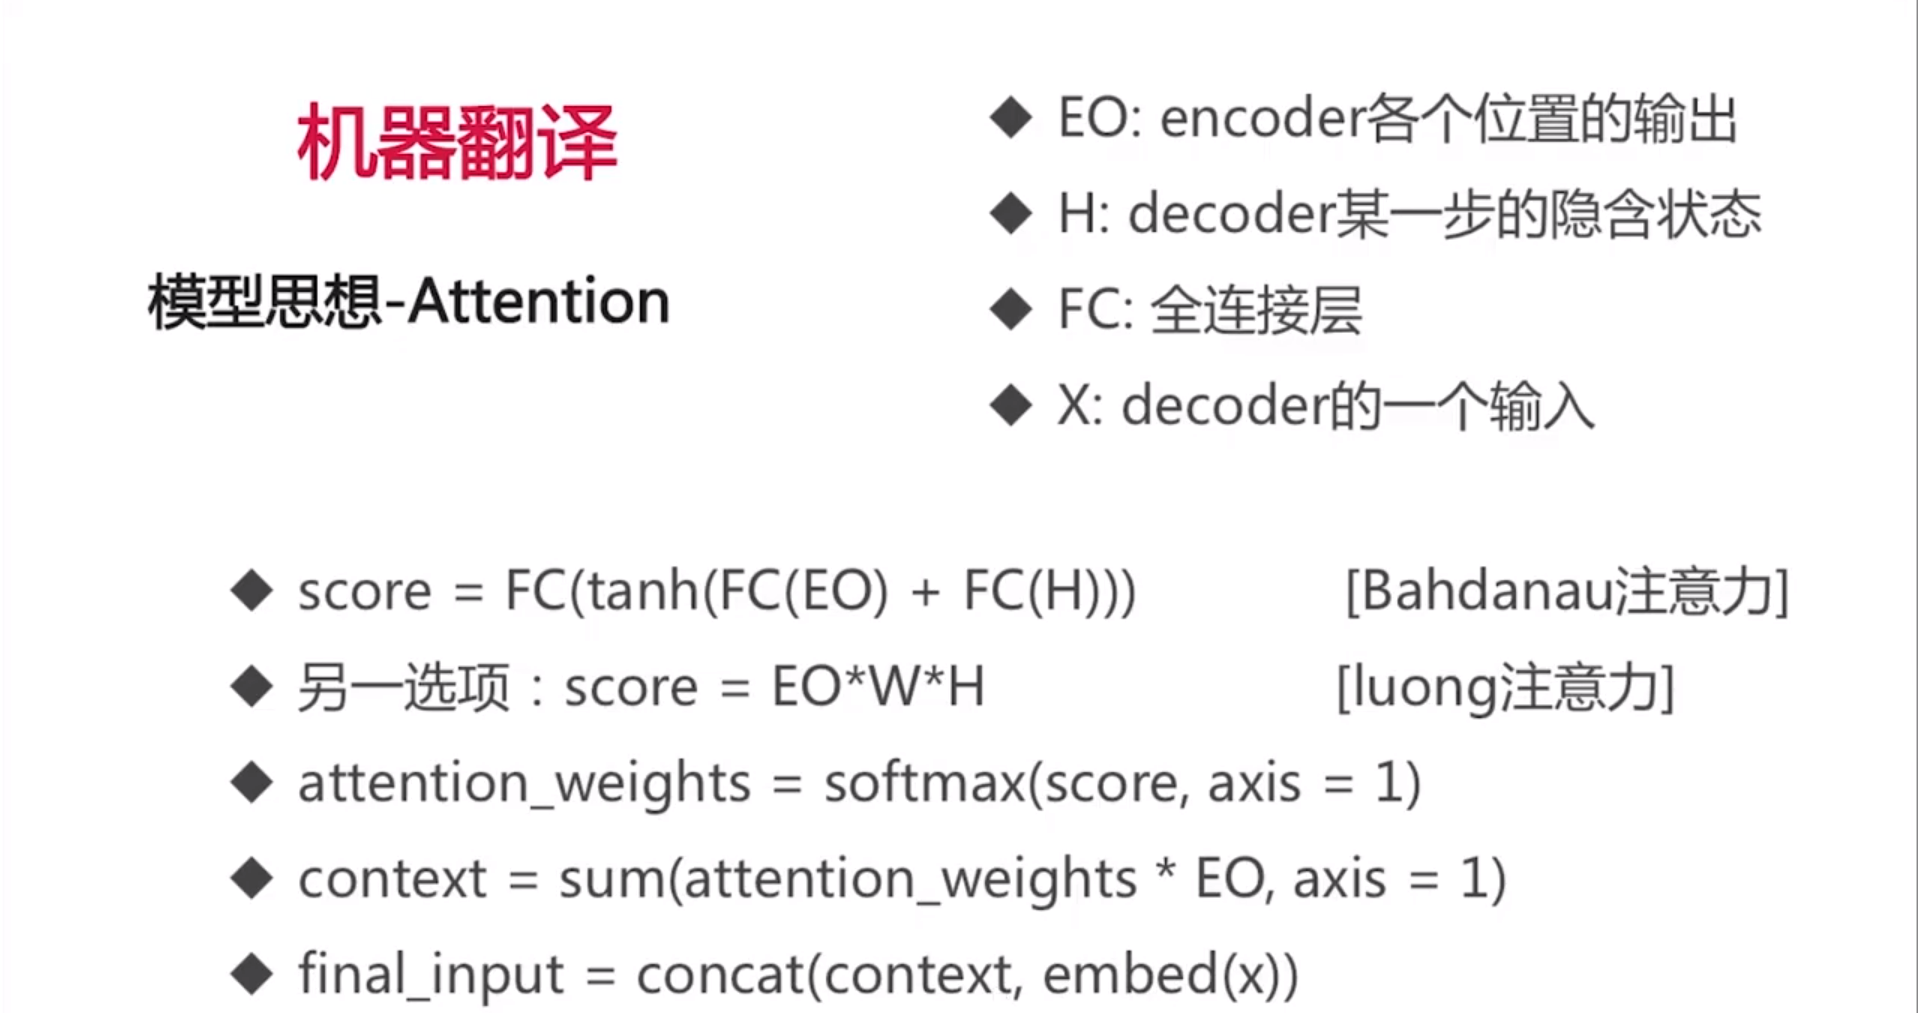 机器翻译
模型思想-Attention
◆ EO: encoder各个位置的输出
◆ H: decoder某一步的隐含状态
◆ FC: 全连接层
◆ X: decoder的一个输入
◆ score = FC(tanh(FC(EO) + FC(H))) [Bahdanau注意力]
◆ 另一选项：score = EO*W*H [luong注意力]
◆ attention_weights = softmax(score, axis = 1)
◆ context = sum(attention_weights * EO, axis = 1)
◆ final_input = concat(context, embed(x))